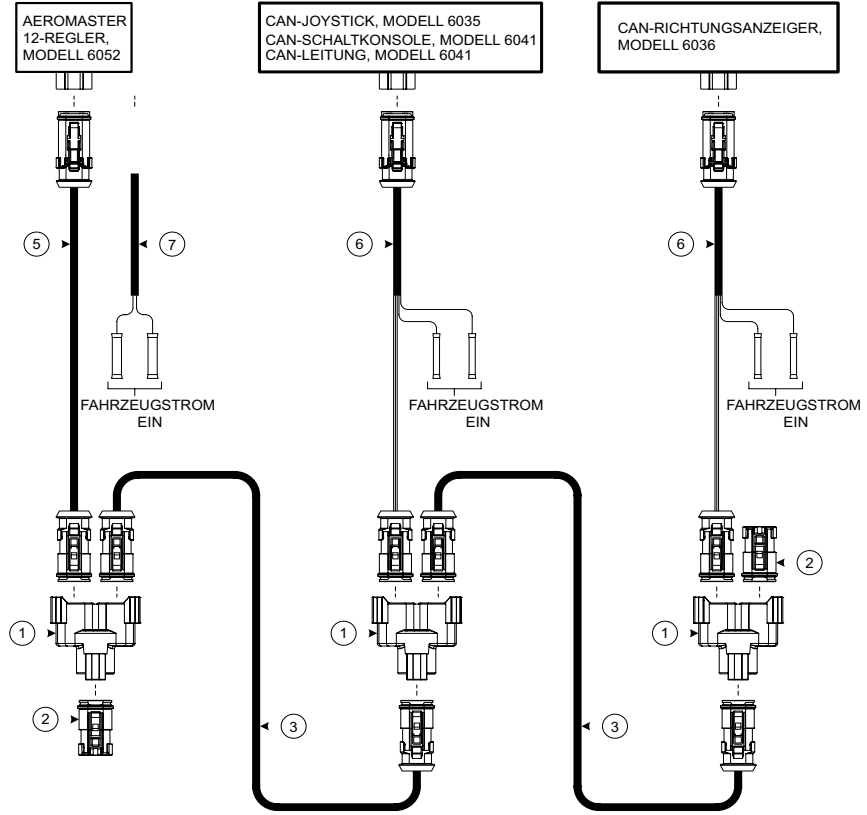 AEROMASTER
12-REGLER,
MODELL 6052
CAN-JOYSTICK, MODELL 6035
CAN-SCHALTKONSOLE, MODELL 6041
CAN-LEITUNG, MODELL 6041
CAN-RICHTUNGSANZEIGER,
MODELL 6036
5
7
6
6
FAHRZEUGSTROM
EIN
FAHRZEUGSTROM
EIN
FAHRZEUGSTROM
EIN
2
1
1
1
2
3
3